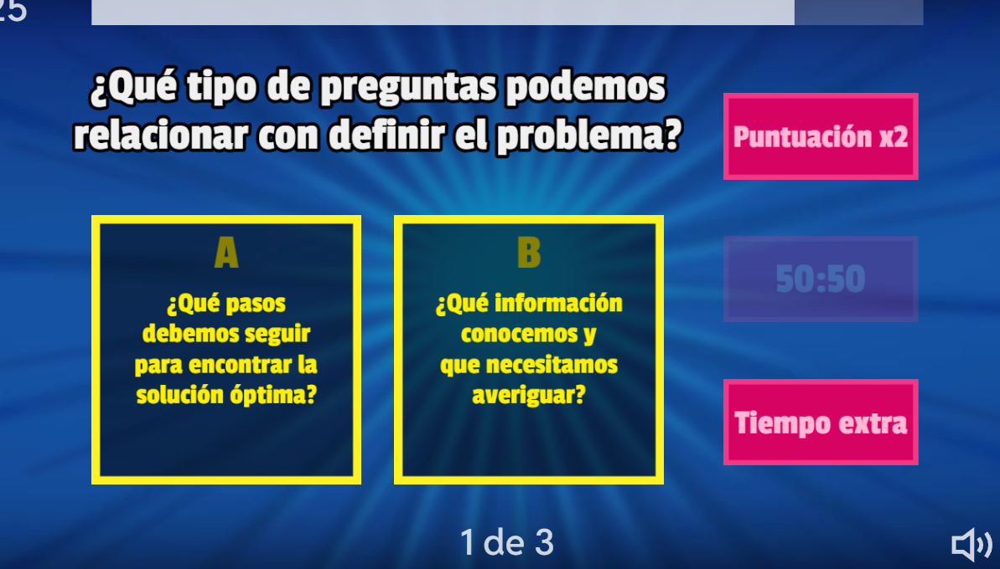 25
¿Qué tipo de preguntas podemos
relacionar con definir el problema?
Puntuación x2
A
¿Qué pasos
debemos seguir
para encontrar la
solución óptima?
B
¿Qué información
conocemos y
que necesitamos
averiguar?
50:50
Tiempo extra
1 de 3